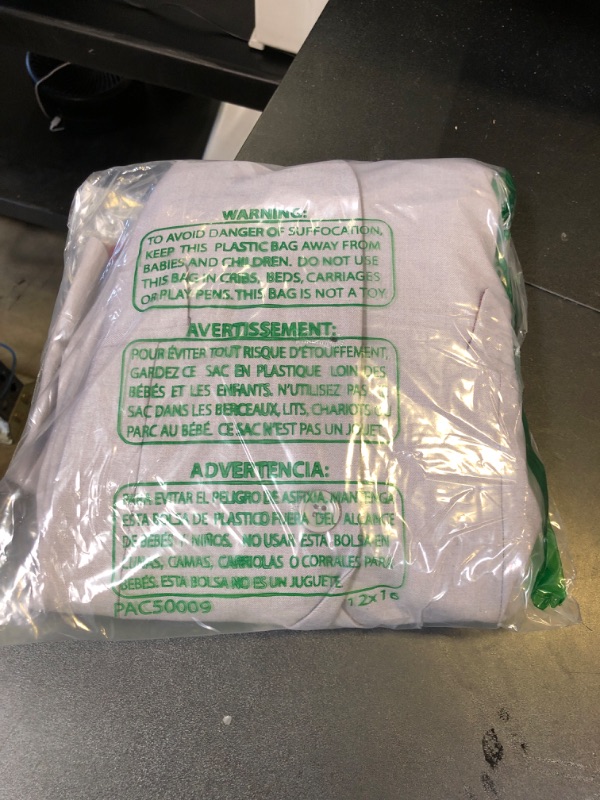 WARNING:
TO AVOID DANGER OF SUFFOCATION,
KEEP THIS PLASTIC BAG AWAY FROM
BABIES AND CHILDREN. DO NOT USE
THIS BAG IN CRIBS, BEDS, CARRIAGES
OR PLAY PENS. THIS BAG IS NOT A TOY
AVERTISSEMENT:
POUR ÉVITER TOUT RISQUE D'ÉTOUFFEMENT,
GARDEZ CE SAC EN PLASTIQUE LOIN DES
BÉBÉS ET LES ENFANTS. N'UTILISEZ PAS
SAC DANS LES BERCEAUX, LITS, CHARIOTS OU
PARC AU BÉBÉ. CE SAC N'EST PAS UN JOUET
ADVERTENCIA:
PARA EVITAR EL PELIGRO DE ASFIXIA, MANTENGA
ESTA BOLSA DE PLASTICO FUERA DEL ALCANCE
DE BEBÉS Y NIÑOS. NO USAR ESTA BOLSA EN
CUNAS, CAMAS, CARRIOLAS O CORRALES PARA
BEBÉS. ESTA BOLSA NO ES UN JUGUETE.
PAC50009